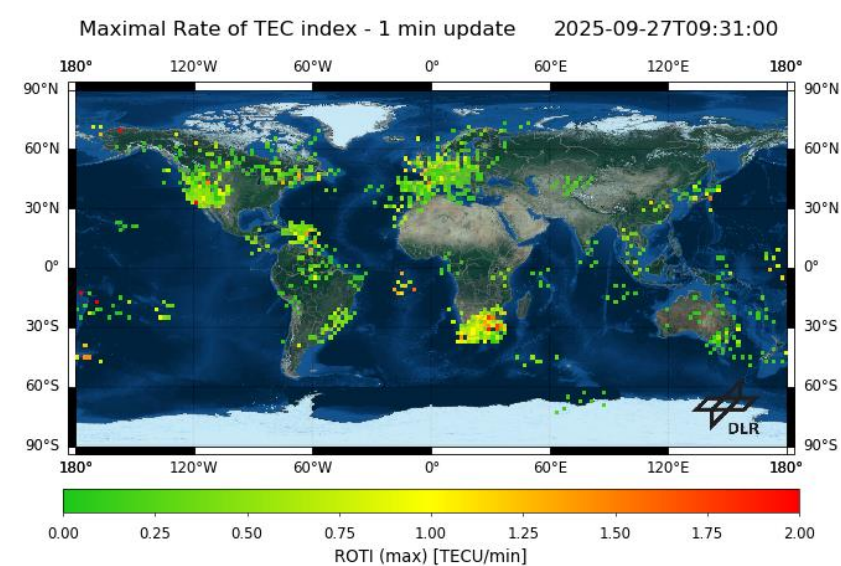 Maximal Rate of TEC index - 1 min update 2025-09-27T09:31:00
180° 120°W 60°W 0° 60°E 120°E 180°
90°N 90°N
60°N 60°N
30°N 30°N
0° 0°
30°S 30°S
60°S 60°S
DLR
90°S 90°S
180° 120°W 60°W 0° 60°E 120°E 180°
0.00 0.25 0.50 0.75 1.00 1.25 1.50 1.75 2.00
ROTI (max) [TECU/min]